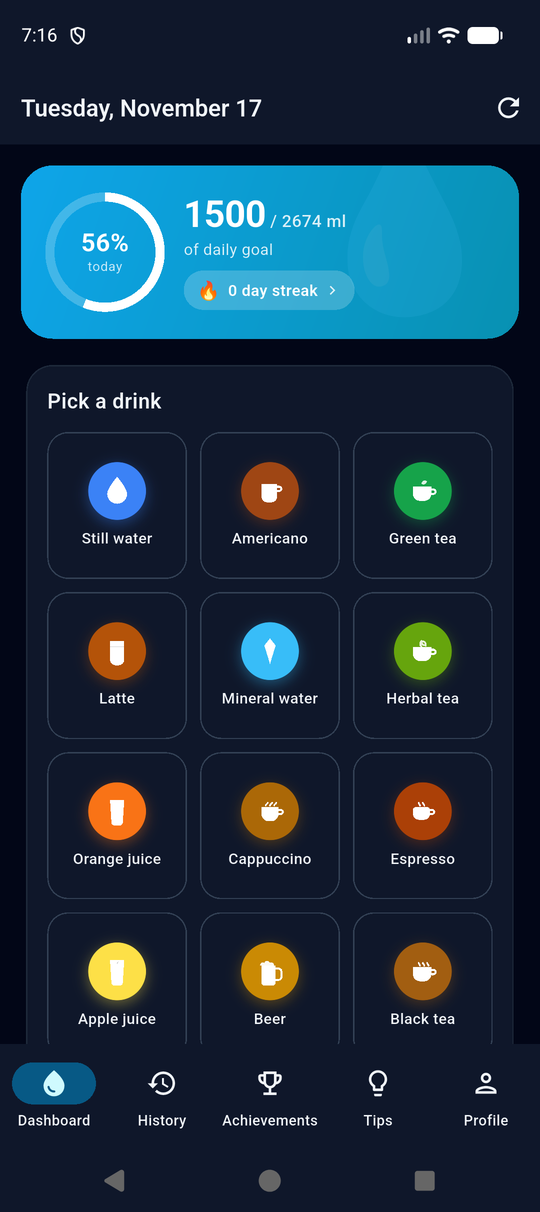 7:16
Tuesday, November 17
56%
today
1500 / 2674 ml
of daily goal
🔥 0 day streak >
Pick a drink
Still water
Americano
Green tea
Latte
Mineral water
Herbal tea
Orange juice
Cappuccino
Espresso
Apple juice
Beer
Black tea
Dashboard
History
Achievements
Tips
Profile